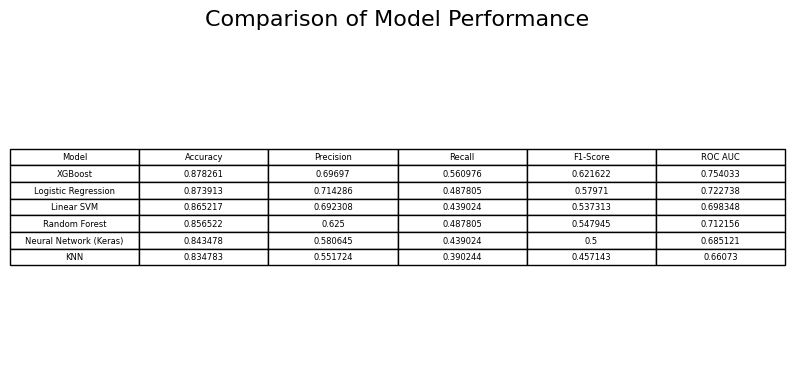 Comparison of Model Performance
Model Accuracy Precision Recall F1-Score ROC AUC
XGBoost 0.878261 0.69697 0.560976 0.621622 0.754033
Logistic Regression 0.873913 0.714286 0.487805 0.57971 0.722738
Linear SVM 0.865217 0.692308 0.439024 0.537313 0.698348
Random Forest 0.856522 0.625 0.487805 0.547945 0.712156
Neural Network (Keras) 0.843478 0.580645 0.439024 0.5 0.685121
KNN 0.834783 0.551724 0.390244 0.457143 0.66073